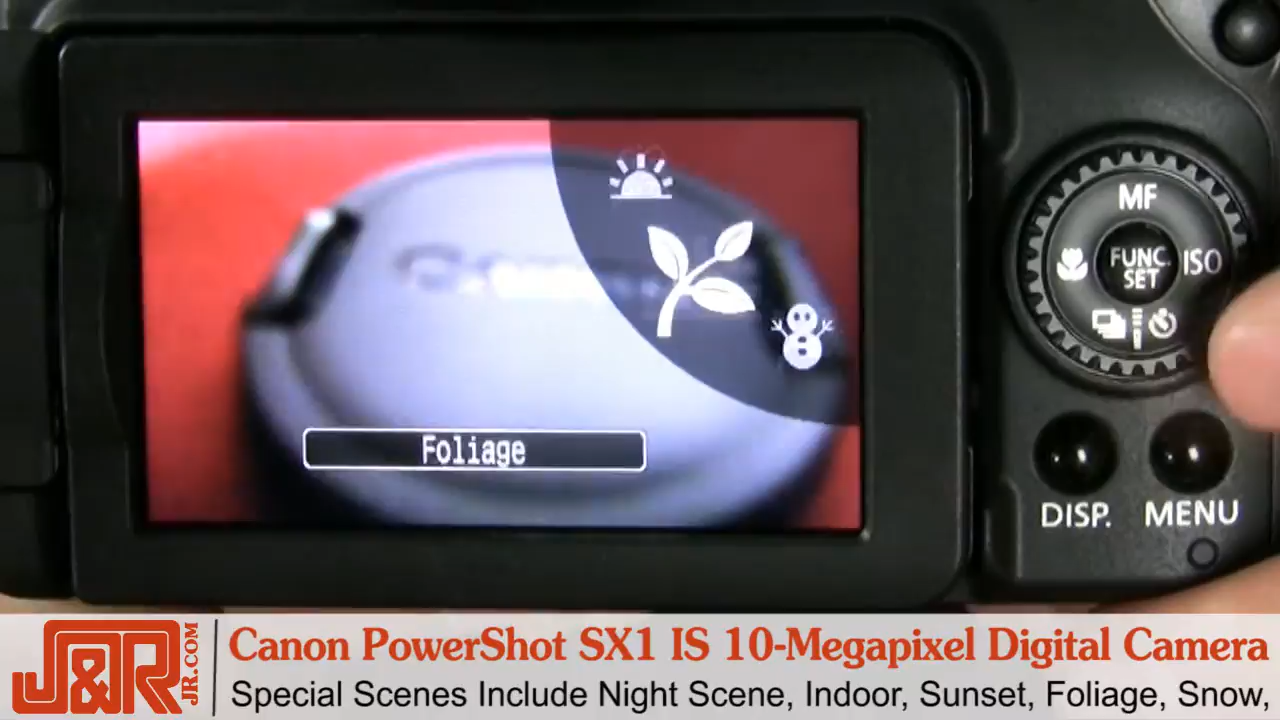 MF
FUNC.
SET
ISO
Foliage
DISP.
MENU
J&R
JR.COM
Canon PowerShot SX1 IS 10-Megapixel Digital Camera
Special Scenes Include Night Scene, Indoor, Sunset, Foliage, Snow,